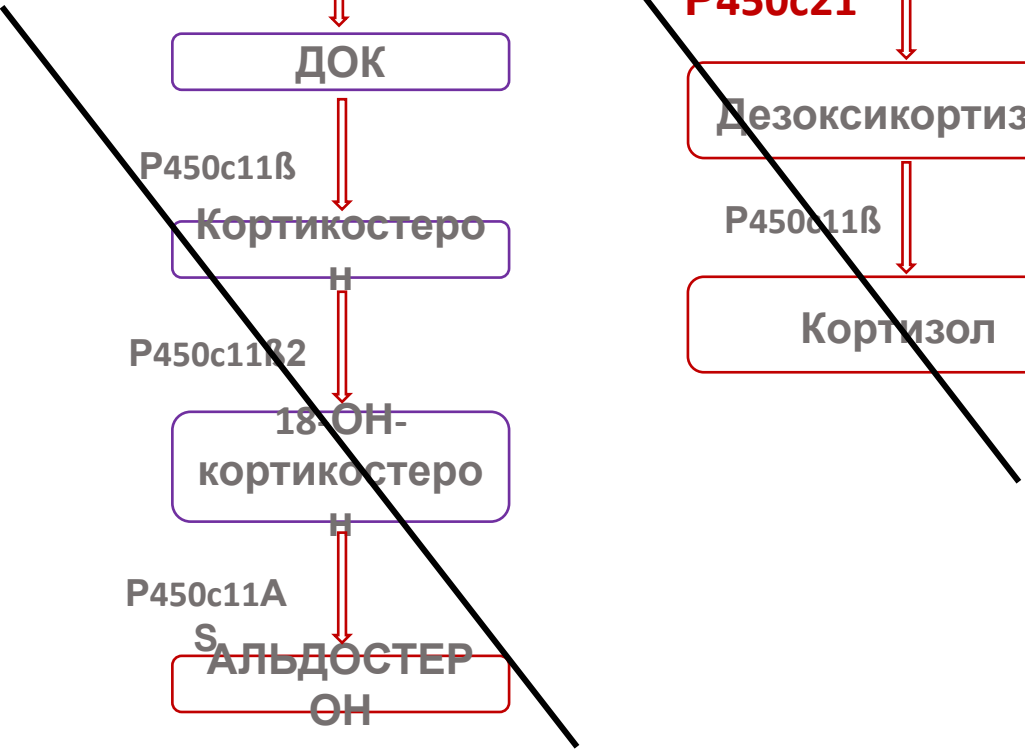 ДОК
P450c11ß
Кортикостеро
н
P450c11ß2
18-ОН-
кортикостеро
н
P450c11A
S
АЛЬДОСТЕР
ОН
P450c21
Дезоксикортиз
P450c11ß
Кортизол